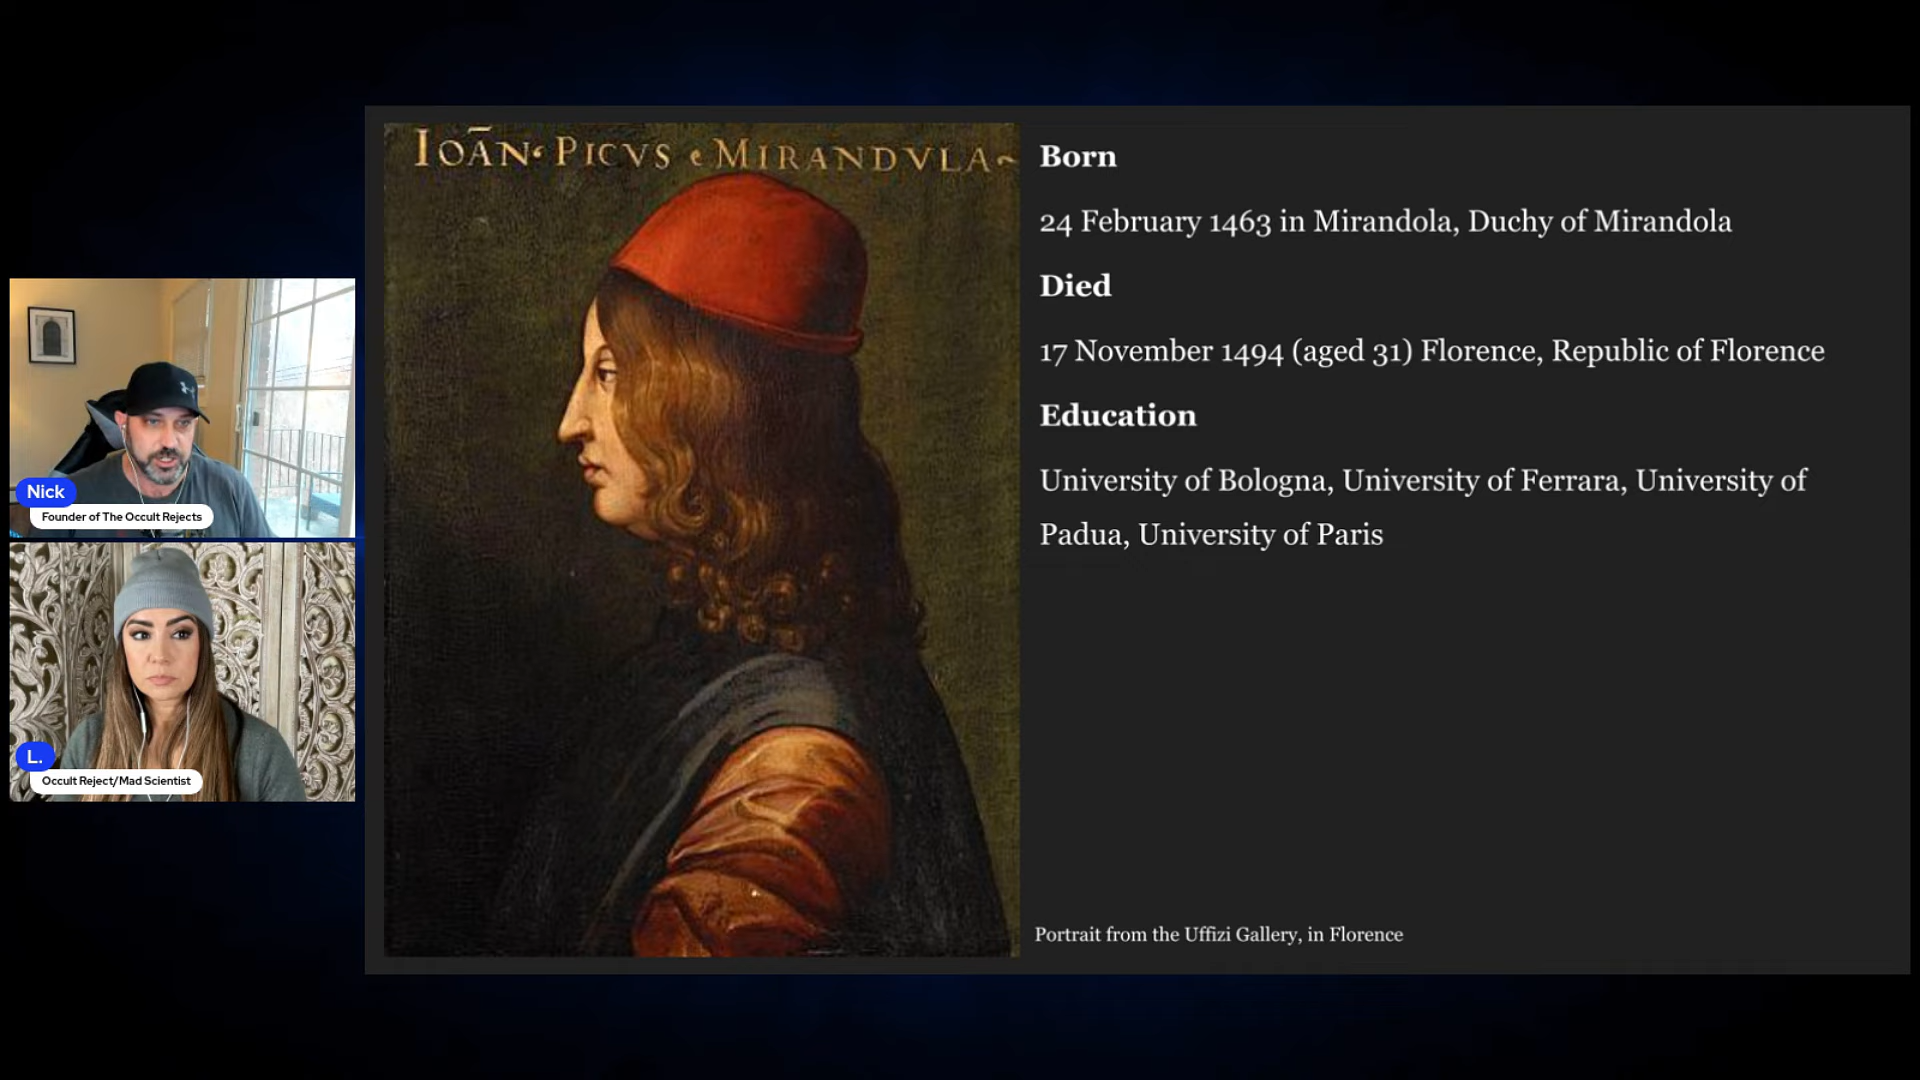 IOĀN· PICVS · MIRANDVLA~
Born
24 February 1463 in Mirandola, Duchy of Mirandola
Died
17 November 1494 (aged 31) Florence, Republic of Florence
Education
University of Bologna, University of Ferrara, University of
Padua, University of Paris
Portrait from the Uffizi Gallery, in Florence
Nick
Founder of The Occult Rejects
L.
Occult Reject/Mad Scientist